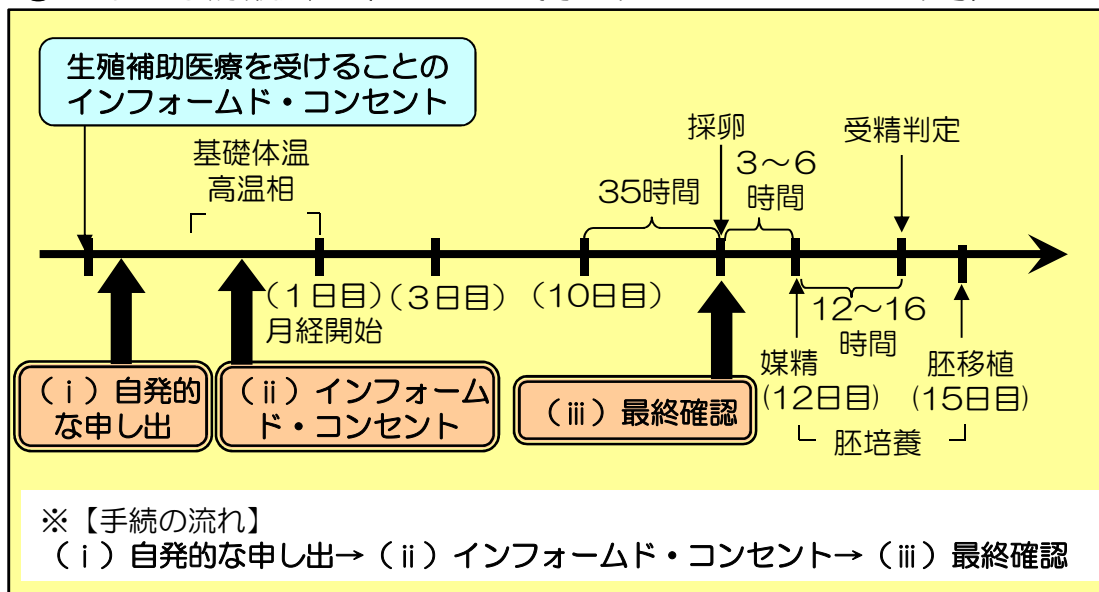 生殖補助医療を受けることの
インフォームド・コンセント
基礎体温
高温相
35時間
採卵
3～6
時間
受精判定
(1日目)
月経開始
(3日目)
(10日目)
12～16
時間
媒精
(12日目)
胚移植
(15日目)
胚培養
(ⅰ)自発的
な申し出
(ⅱ)インフォーム
ド・コンセント
(ⅲ)最終確認
※【手続の流れ】
(ⅰ)自発的な申し出→(ⅱ)インフォームド・コンセント→(ⅲ)最終確認